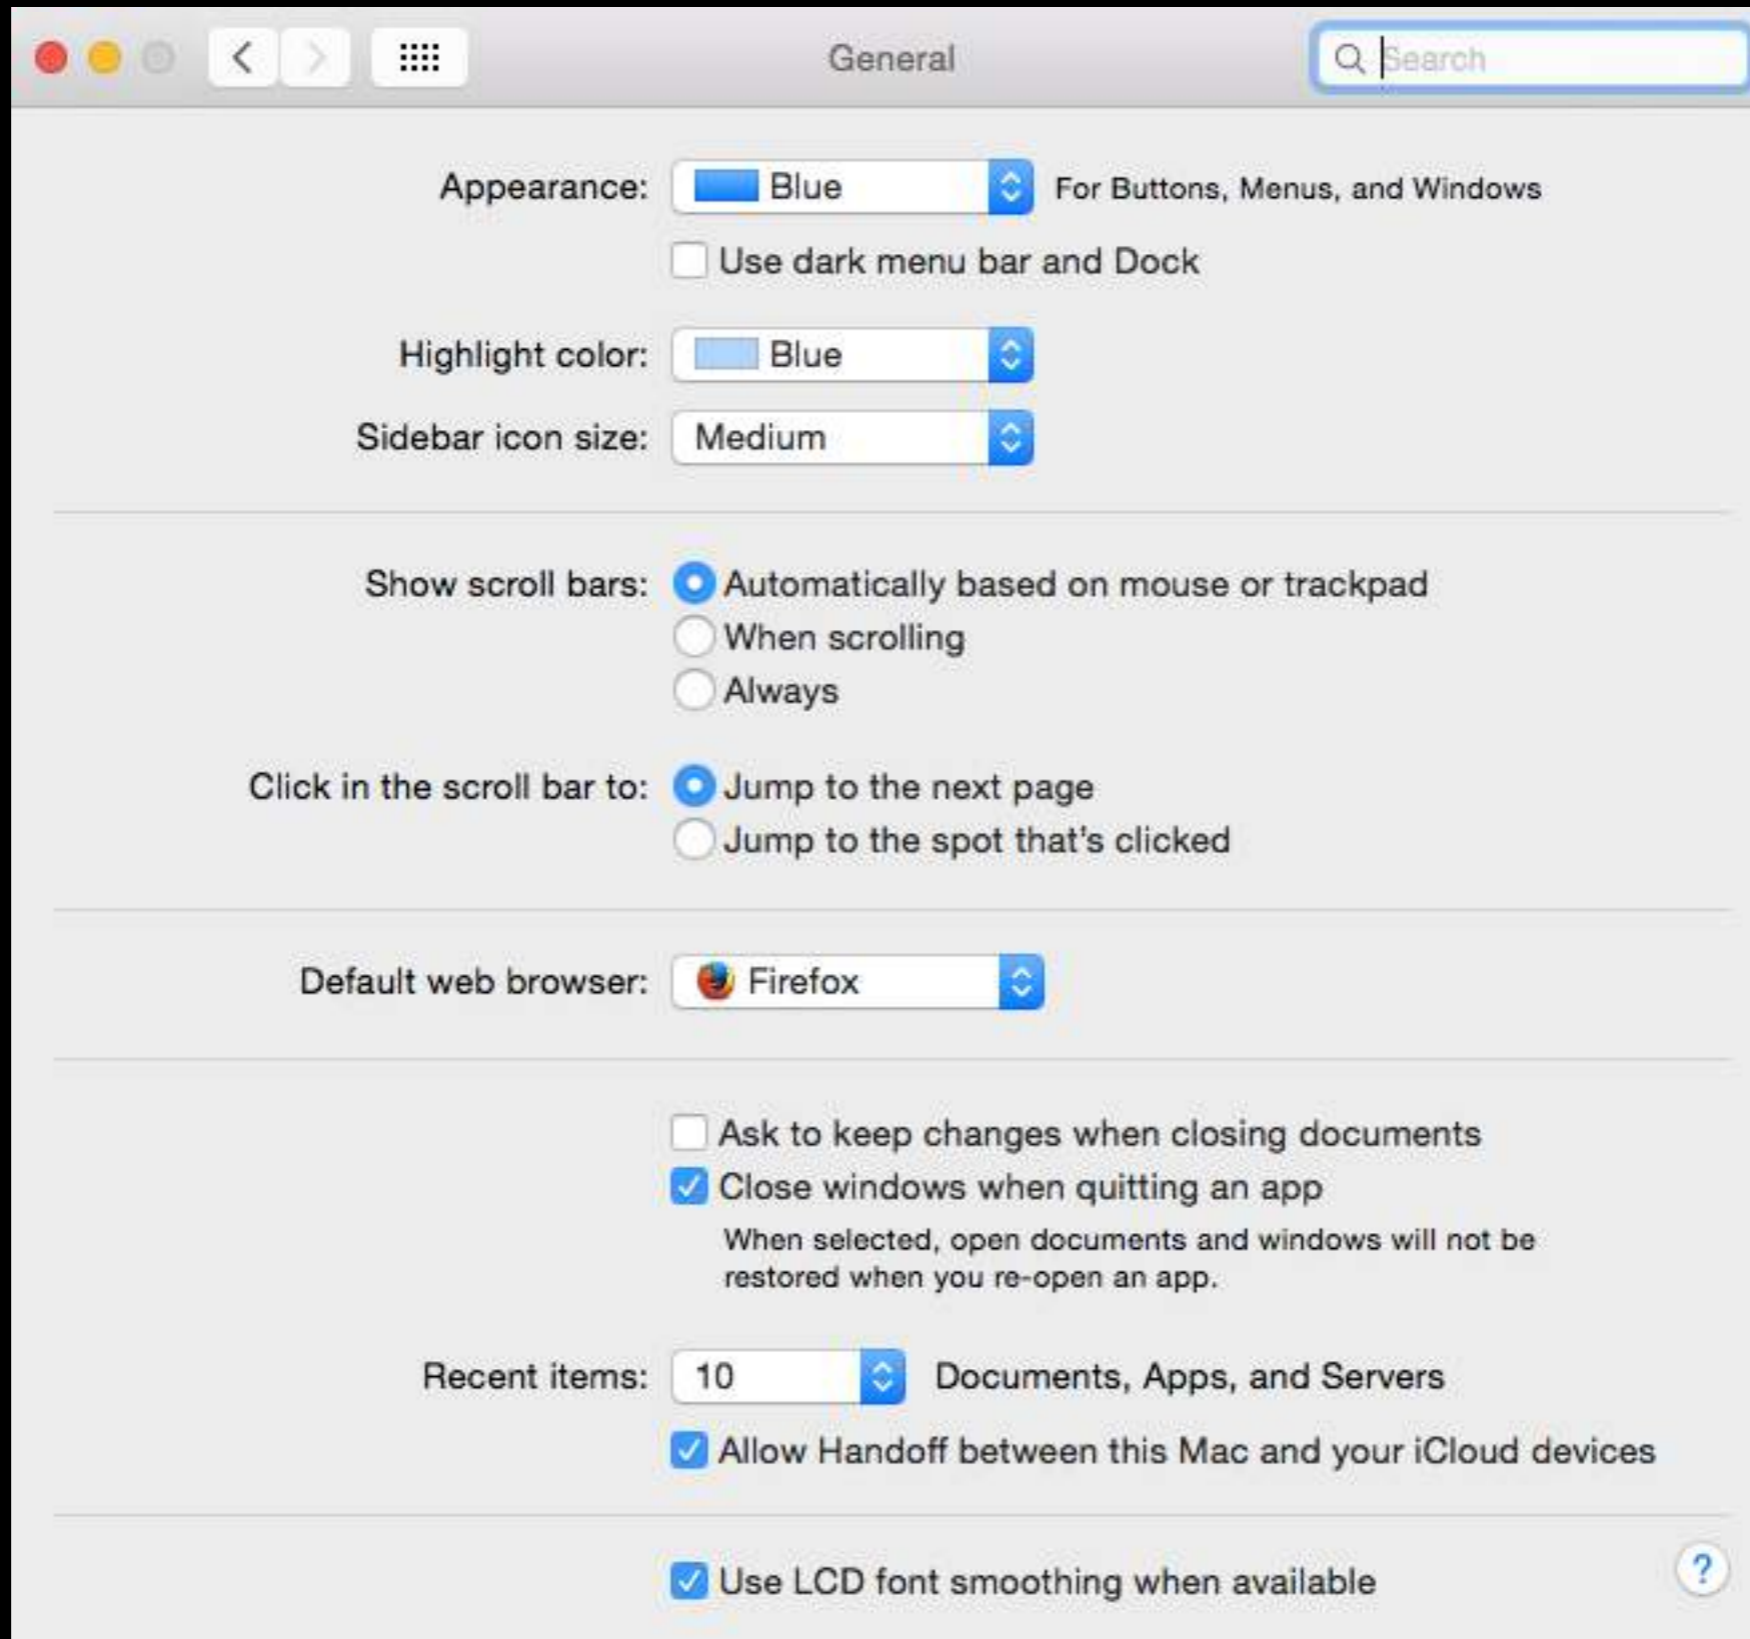 General
Search
Appearance: Blue For Buttons, Menus, and Windows
Use dark menu bar and Dock
Highlight color: Blue
Sidebar icon size: Medium
Show scroll bars: Automatically based on mouse or trackpad
When scrolling
Always
Click in the scroll bar to: Jump to the next page
Jump to the spot that's clicked
Default web browser: Firefox
Ask to keep changes when closing documents
Close windows when quitting an app
When selected, open documents and windows will not be
restored when you re-open an app.
Recent items: 10 Documents, Apps, and Servers
Allow Handoff between this Mac and your iCloud devices
Use LCD font smoothing when available
?